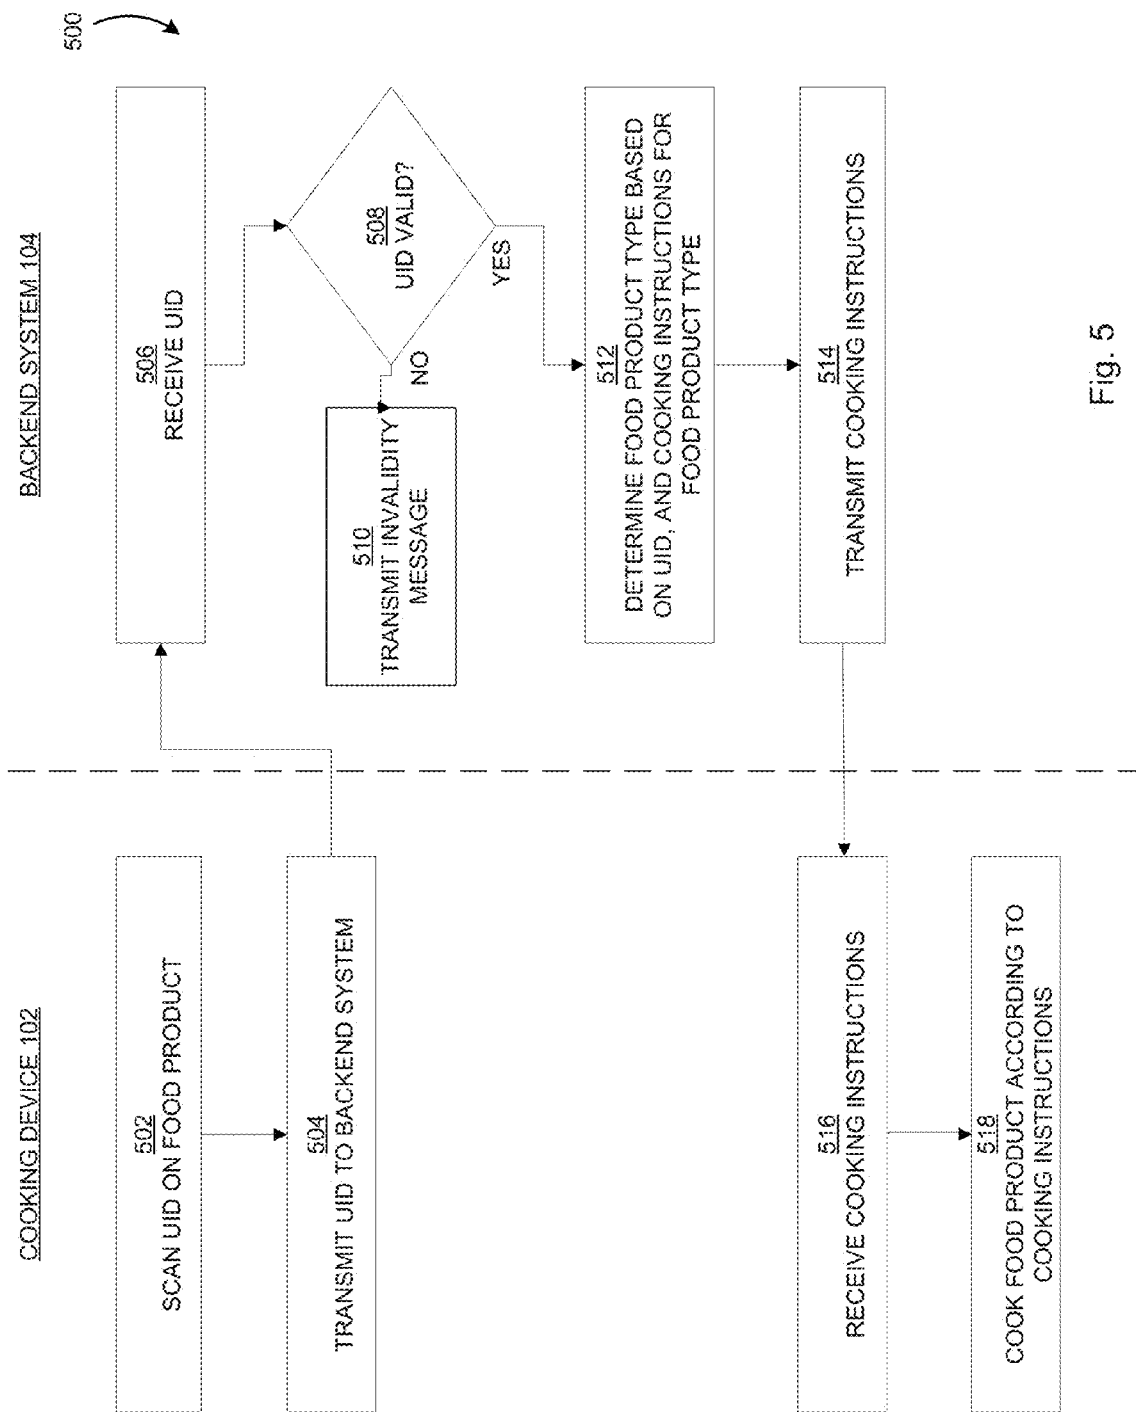 500
COOKING DEVICE 102
BACKEND SYSTEM 104
502
SCAN UID ON FOOD PRODUCT
504
TRANSMIT UID TO BACKEND SYSTEM
506
RECEIVE UID
508
UID VALID?
NO
YES
510
TRANSMIT INVALIDITY
MESSAGE
512
DETERMINE FOOD PRODUCT TYPE BASED
ON UID, AND COOKING INSTRUCTIONS FOR
FOOD PRODUCT TYPE
514
TRANSMIT COOKING INSTRUCTIONS
516
RECEIVE COOKING INSTRUCTIONS
518
COOK FOOD PRODUCT ACCORDING TO
COOKING INSTRUCTIONS
Fig. 5